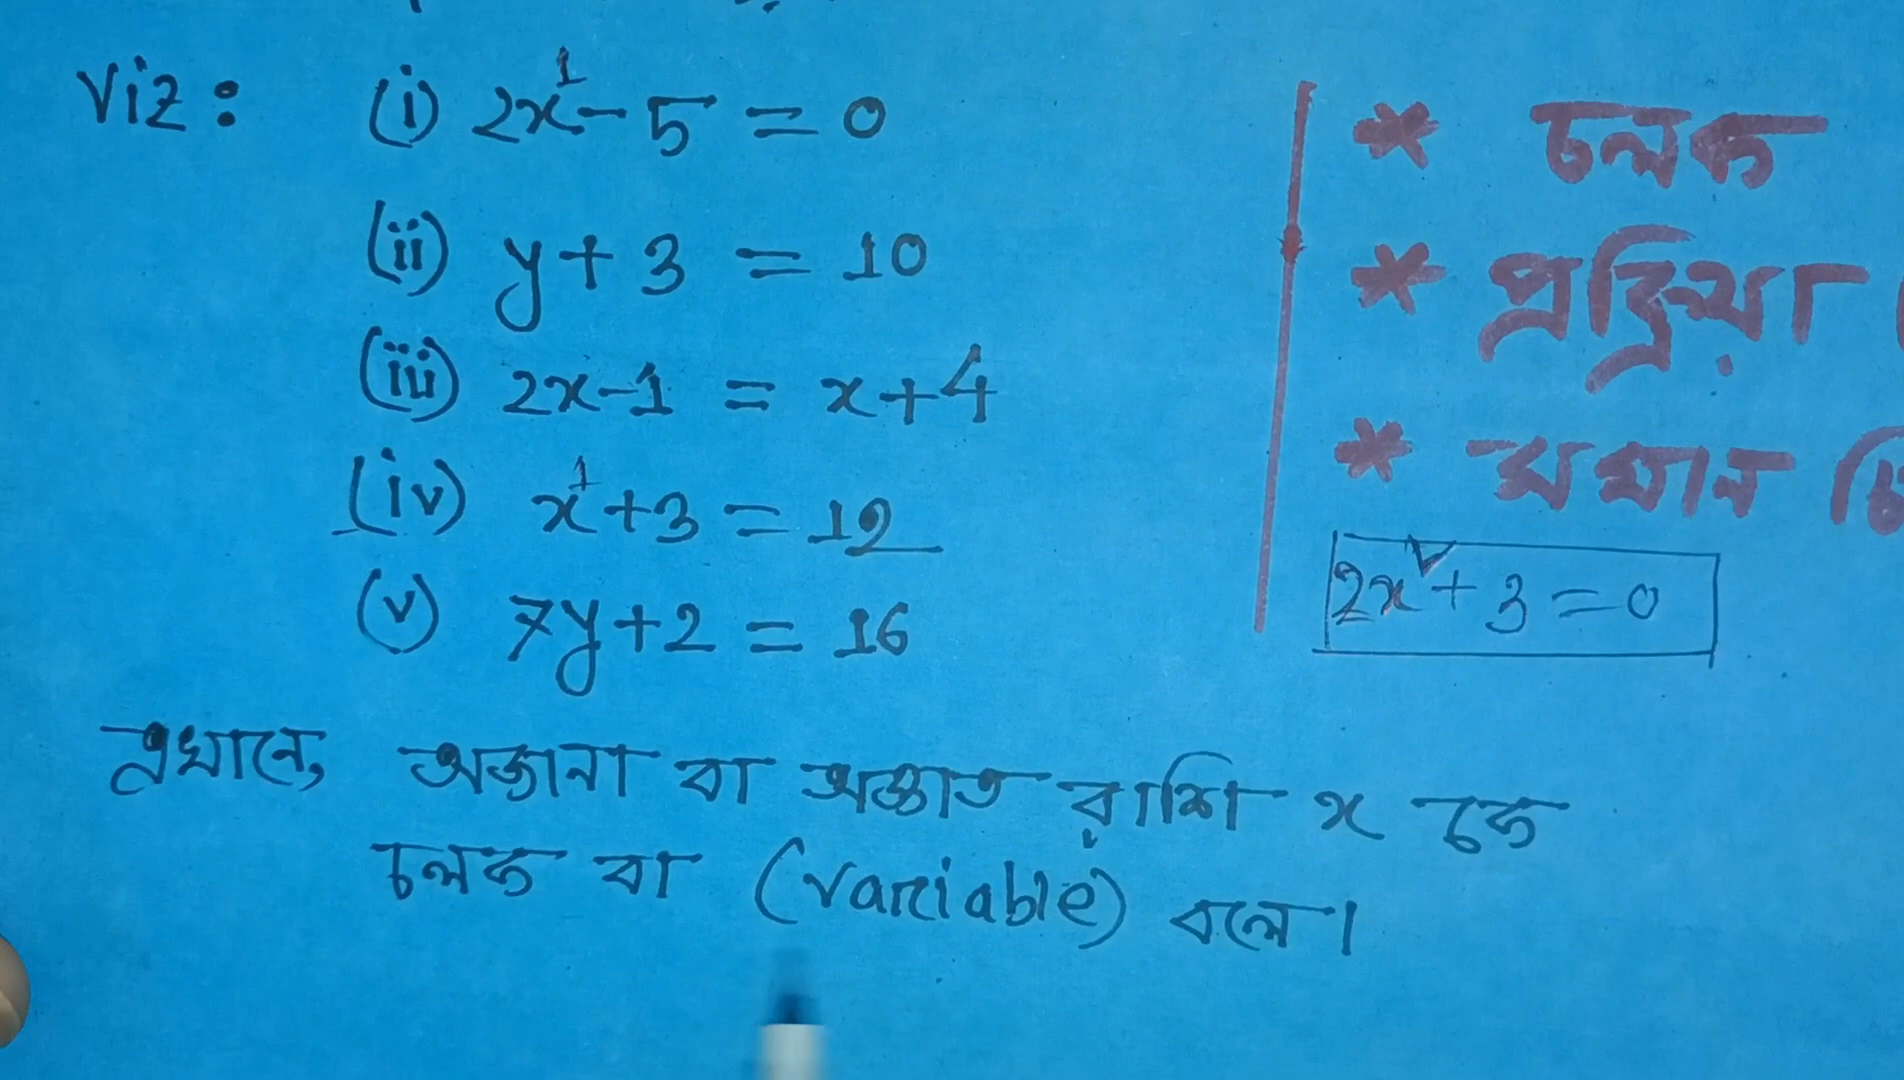 Viz : (i) 2x¹ - 5 = 0
(ii) y + 3 = 10
(iii) 2x - 1 = x + 4
(iv) x¹ + 3 = 12
(v) 7y + 2 = 16
এখানে, অজানা বা অজ্ঞাত রাশি x কে
চলক বা (variable) বলে।
* চলক
* প্রক্রিয়া
* সমান
2x² + 3 = 0